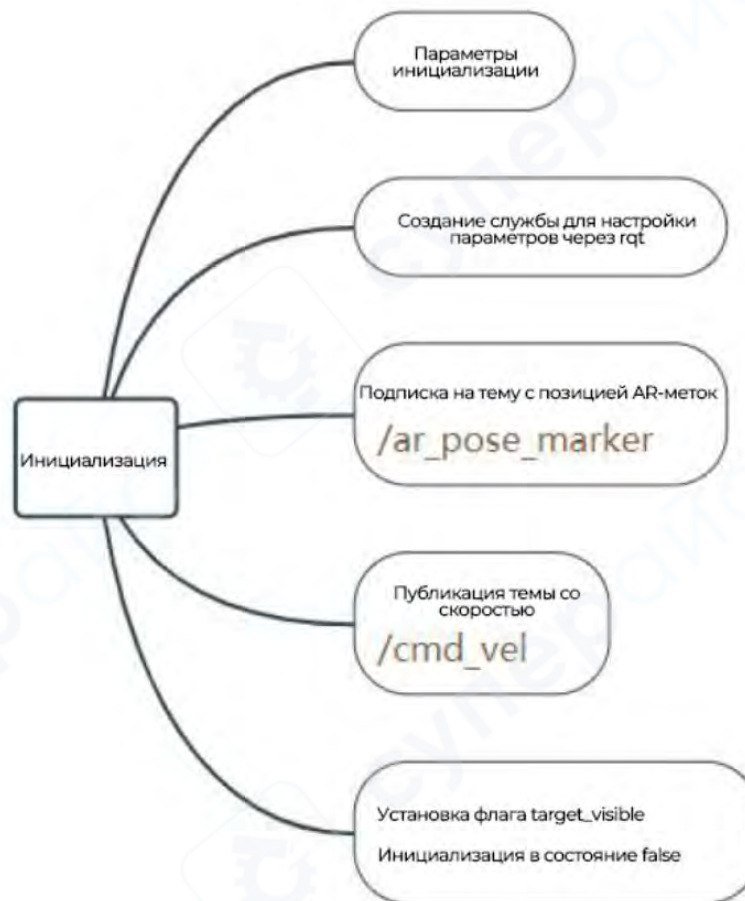 Параметры
инициализации
Создание службы для настройки
параметров через rqt
Подписка на тему с позицией AR-меток
/ar_pose_marker
Инициализация
Публикация темы со
скоростью
/cmd_vel
Установка флага target_visible
Инициализация в состояние false